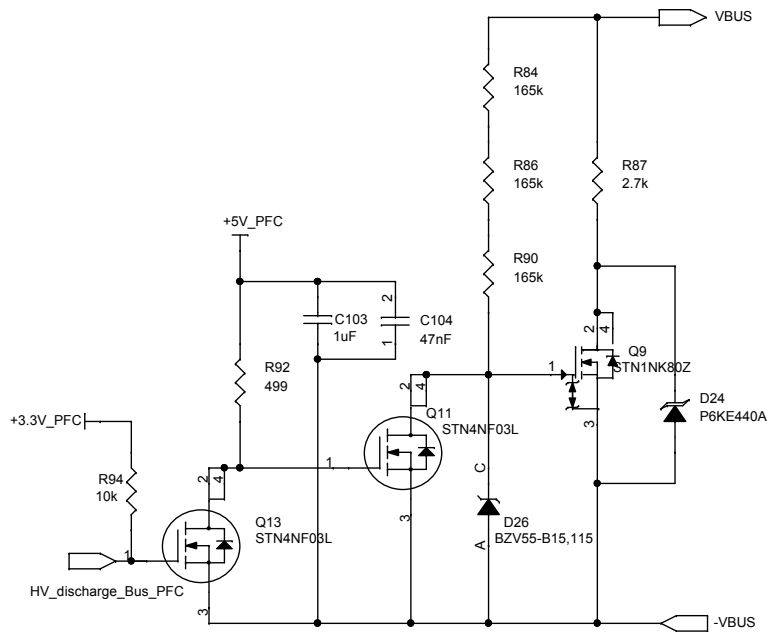 VBUS
R84
165k
R86
165k
R87
2.7k
+5V_PFC
R90
165k
2
C103
1uF
C104
47nF
1
2
4
Q9
STN1NK80Z
1
3
R92
499
D24
P6KE440A
+3.3V_PFC
2
4
Q11
STN4NF03L
1
3
R94
10k
2
4
Q13
STN4NF03L
1
3
C
D26
BZV55-B15,115
A
HV_discharge_Bus_PFC
-VBUS